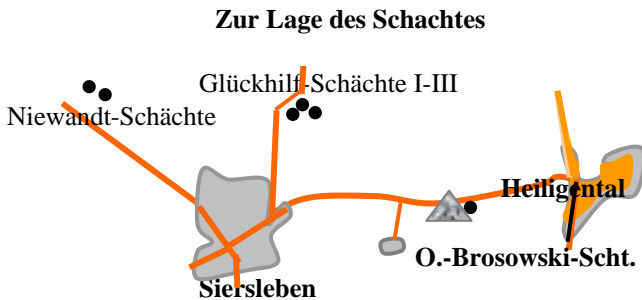 Zur Lage des Schachtes
Glückhilf-Schächte I-III
Niewandt-Schächte
Heiligental
O.-Brosowski-Scht.
Siersleben